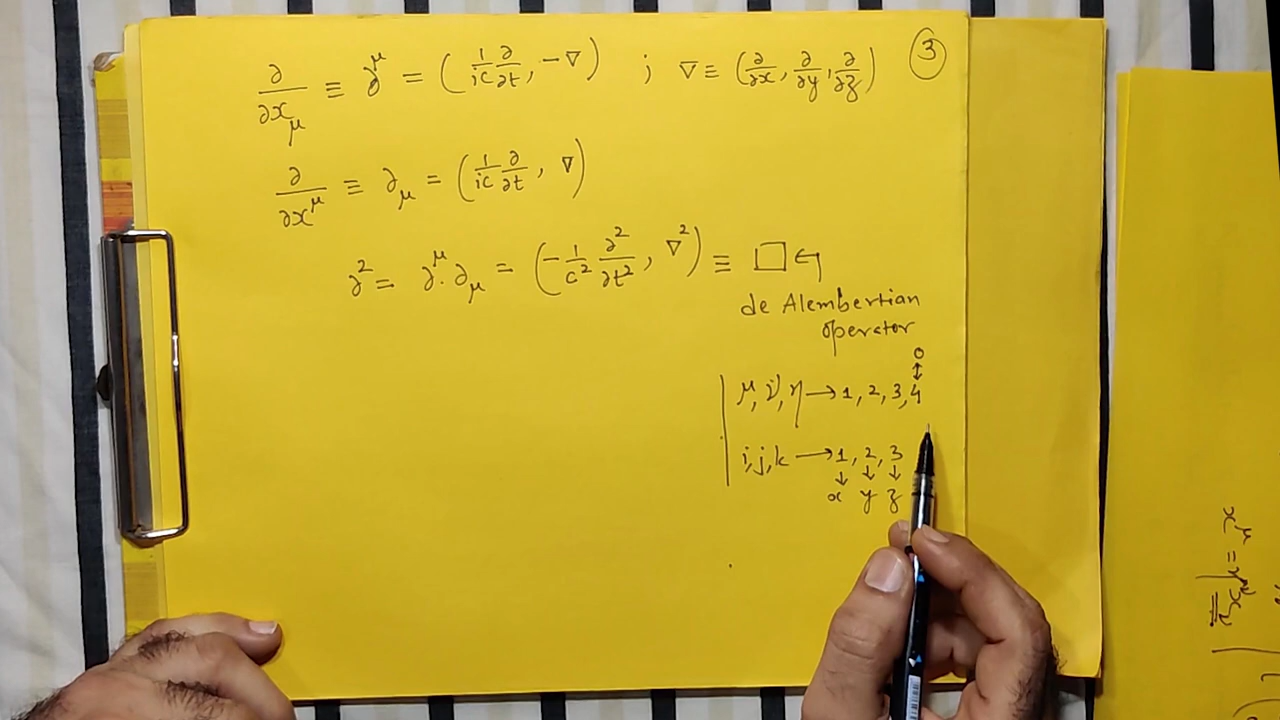 ∂/∂x_μ ≡ ∂^μ = (1/ic ∂/∂t, -∇) ; ∇ ≡ (∂/∂x, ∂/∂y, ∂/∂z) ③
∂/∂x^μ ≡ ∂_μ = (1/ic ∂/∂t, ∇)
∂² = ∂^μ · ∂_μ = (-1/c² ∂²/∂t², ∇²) ≡ □ ↩
de Alembertian
operator
0
↕
μ, ν, η → 1, 2, 3, 4
i, j, k → 1, 2, 3
↓ ↓ ↓
x y z